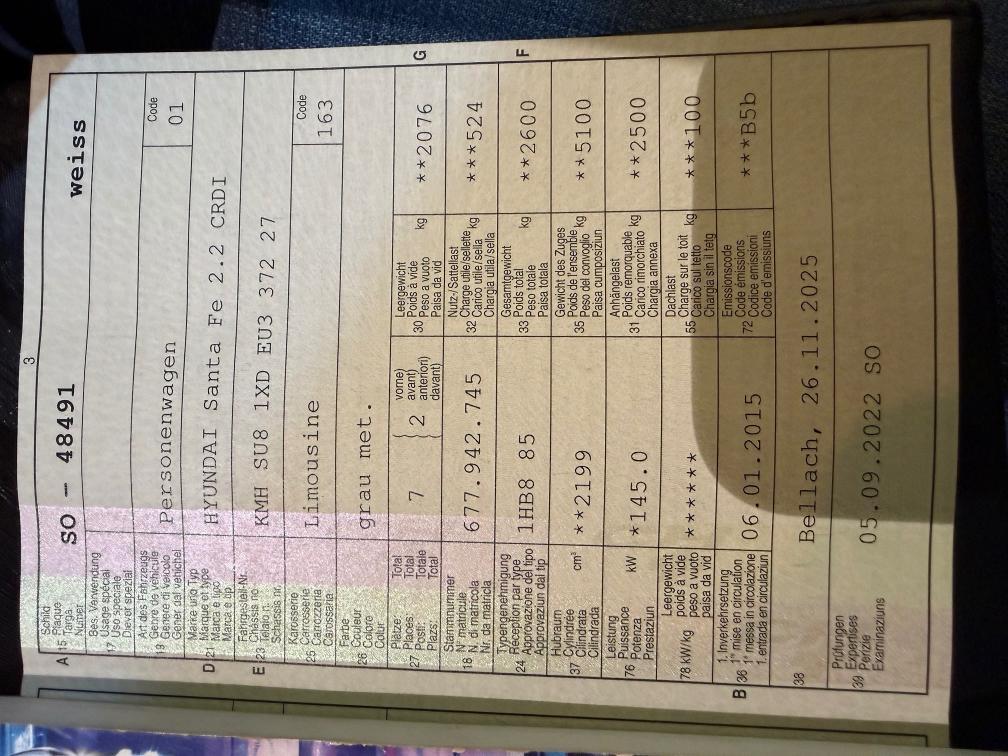 3
A 15 Schild
Plaque
Targa
Numer
SO – 48491 weiss
17 Bes. Verwendung
Usage spécial
Uso speciale
Diever spezial
19 Art des Fahrzeugs
Genre de véhicule
Genere di veicolo
Gener dal vehichel
Personenwagen
Code
01
D 21 Marke und Typ
Marque et type
Marca e tipo
Marca e tip
HYUNDAI Santa Fe 2.2 CRDI
E 23 Fahrgestell-Nr.
Châssis no
Telaio n.
Schassis nr.
KMH SU8 1XD EU3 372 27
25 Karosserie
Carrosserie
Carrozzeria
Carossaria
Limousine
Code
163
26 Farbe
Couleur
Colore
Colur
grau met.
27 Plätze: Total
Places: Total
Posti: Totale
Plazs: Total
7 { 2 vorne)
avant)
anteriori)
davant)
30 Leergewicht
Poids à vide
Peso a vuoto
Paisa da vid
kg
**2076 G
18 Stammnummer
N° matricule
N. di matricola
Nr. da matricla
677.942.745
32 Nutz-/Sattellast
Charge utile/sellette
Carico utile/sella
Chargia utila/sella
kg
***524
24 Typengenehmigung
Réception par type
Approvazione del tipo
Approvaziun dal tip
1HB8 85
33 Gesamtgewicht
Poids total
Peso totale
Paisa totala
kg
**2600 F
37 Hubraum
Cylindrée
Cilindrata
Cilindrada
cm³
**2199
35 Gewicht des Zuges
Poids de l'ensemble
Peso del convoglio
Paisa cumposiziun
kg
**5100
76 Leistung
Puissance
Potenza
Prestaziun
kW
*145.0
31 Anhängelast
Poids remorquable
Carico rimorchiato
Chargia annexa
kg
**2500
78 kW/kg Leergewicht
poids à vide
peso a vuoto
paisa da vid
******
55 Dachlast
Charge sur le toit
Carico sul tetto
Chargia sin il tetg
kg
***100
B 36 1. Inverkehrsetzung
1re mise en circulation
1a messa in circolazione
1. entrada en circulaziun
06.01.2015
72 Emissionscode
Code émissions
Codice emissioni
Code d'emissiuns
***B5b
38
Bellach, 26.11.2025
39 Prüfungen
Expertises
Perizie
Examinaziuns
05.09.2022 SO